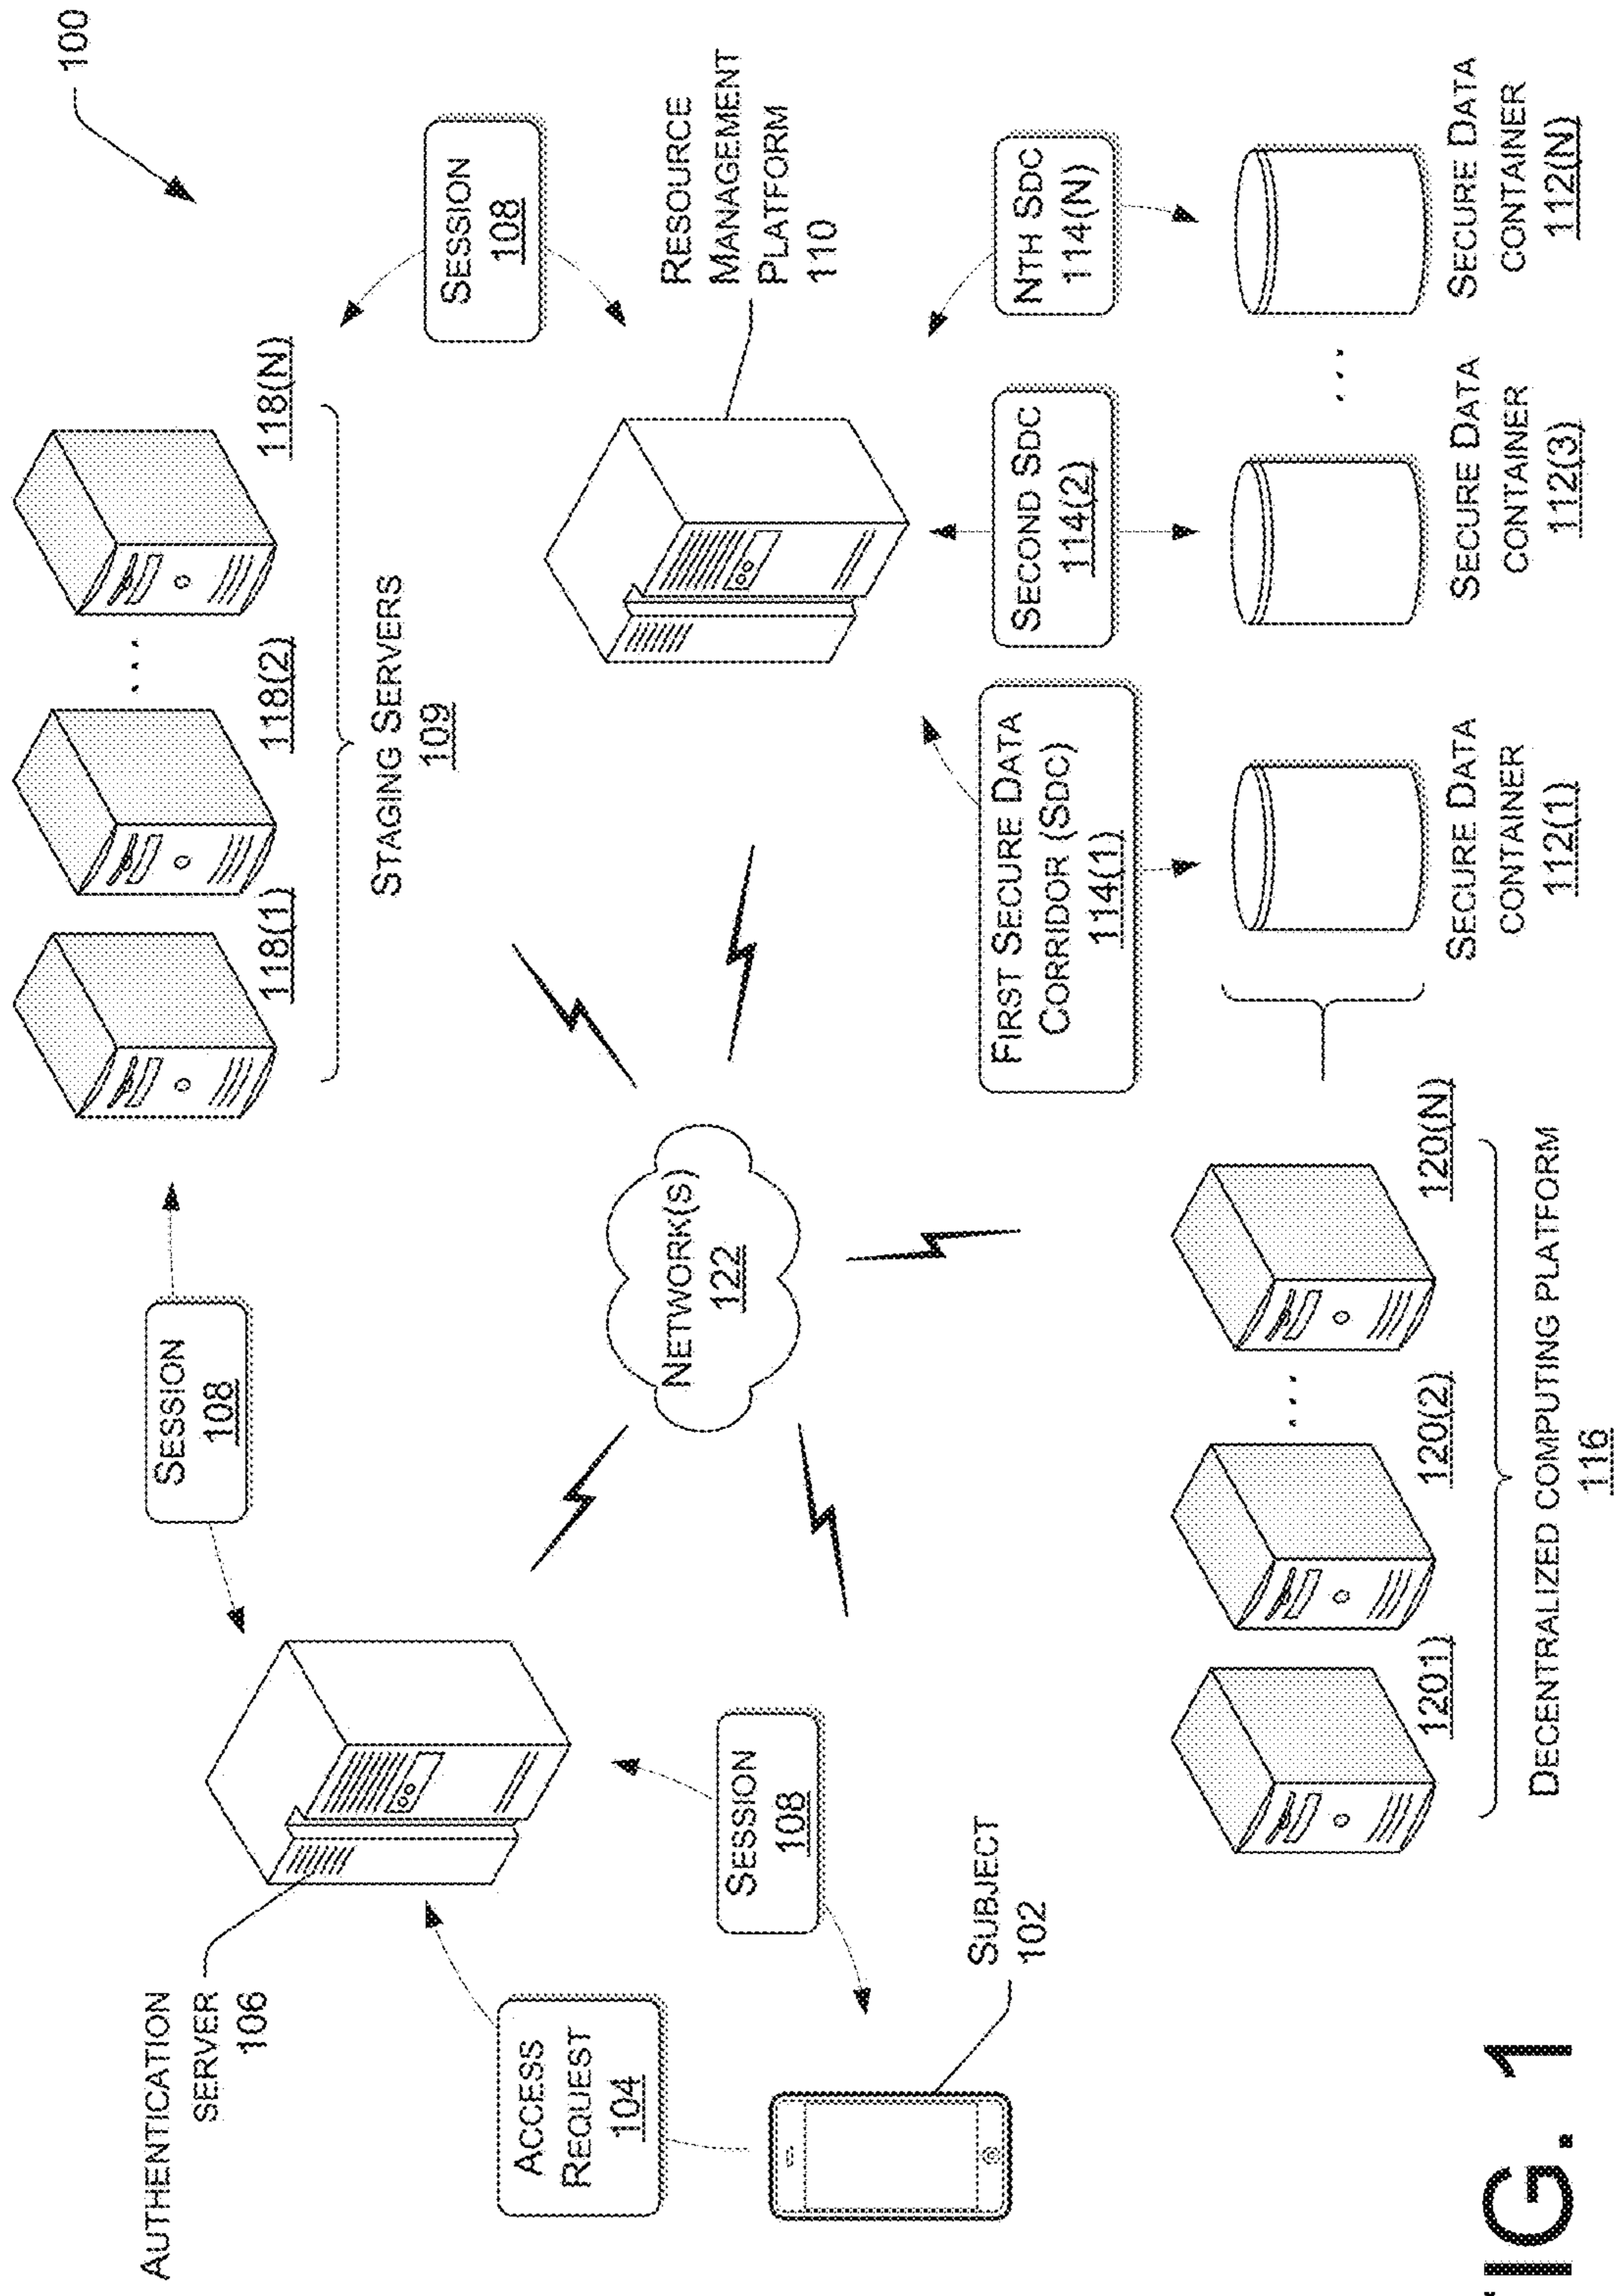 100
118(1)
118(2)
118(N)
STAGING SERVERS
109
SESSION
108
SESSION
108
AUTHENTICATION
SERVER
106
RESOURCE
MANAGEMENT
PLATFORM
110
ACCESS
REQUEST
104
SESSION
108
NETWORK(S)
122
SUBJECT
102
FIRST SECURE DATA
CORRIDOR (SDC)
114(1)
SECOND SDC
114(2)
NTH SDC
114(N)
1201)
120(2)
120(N)
DECENTRALIZED COMPUTING PLATFORM
116
SECURE DATA
CONTAINER
112(1)
SECURE DATA
CONTAINER
112(3)
SECURE DATA
CONTAINER
112(N)
IG. 1